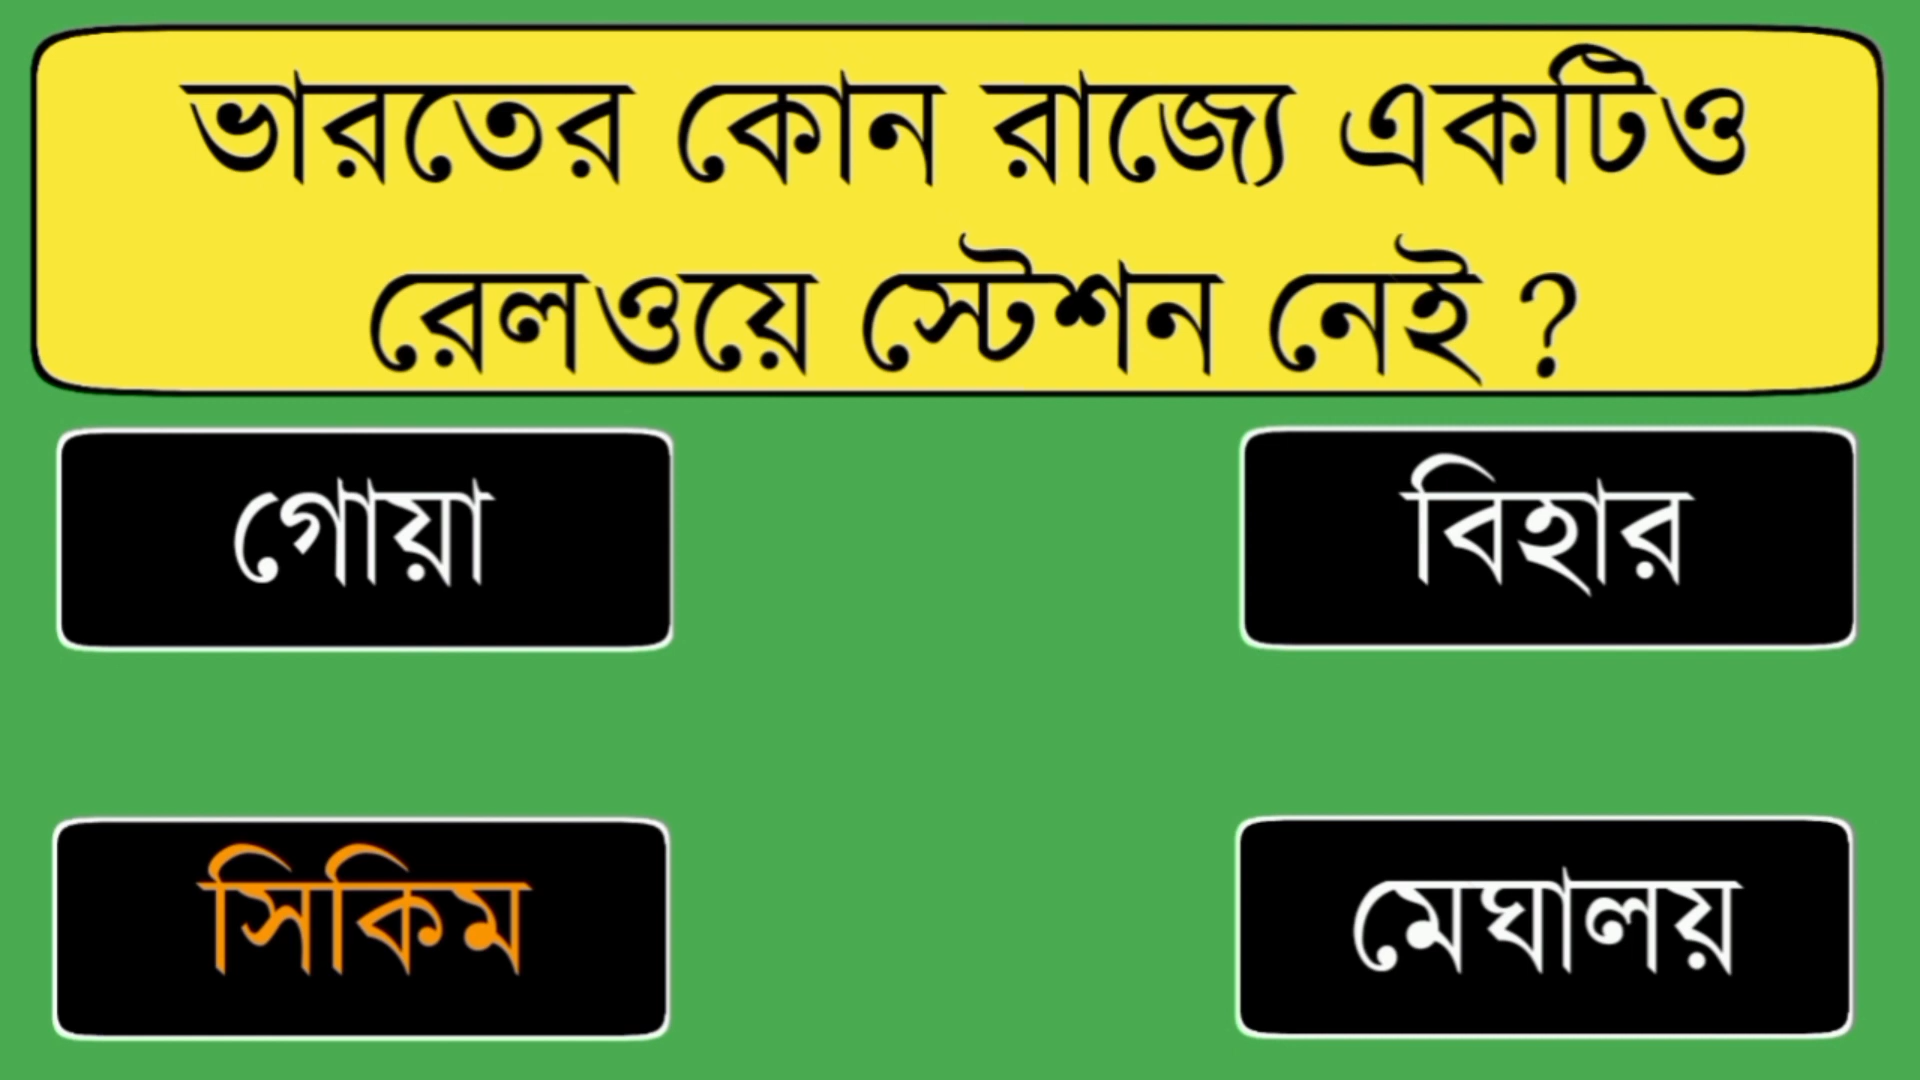 ভারতের কোন রাজ্যে একটিও
রেলওয়ে স্টেশন নেই ?
গোয়া
বিহার
সিকিম
মেঘালয়